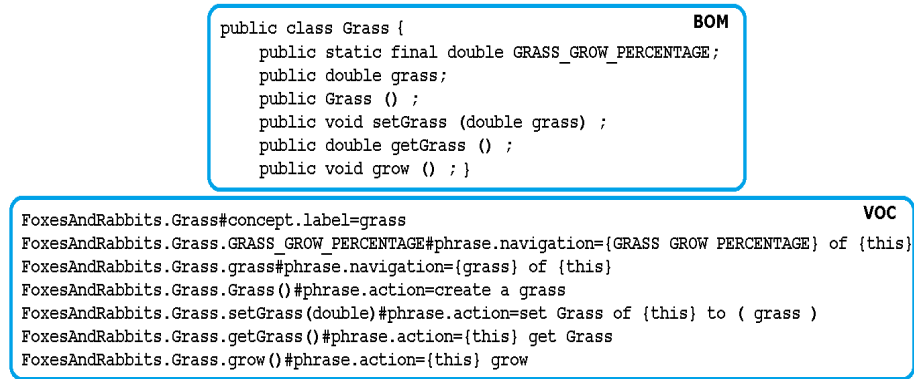 BOM
public class Grass {
public static final double GRASS_GROW_PERCENTAGE;
public double grass;
public Grass () ;
public void setGrass (double grass) ;
public double getGrass () ;
public void grow () ; }
VOC
FoxesAndRabbits.Grass#concept.label=grass
FoxesAndRabbits.Grass.GRASS_GROW_PERCENTAGE#phrase.navigation={GRASS GROW PERCENTAGE} of {this}
FoxesAndRabbits.Grass.grass#phrase.navigation={grass} of {this}
FoxesAndRabbits.Grass.Grass()#phrase.action=create a grass
FoxesAndRabbits.Grass.setGrass(double)#phrase.action=set Grass of {this} to ( grass )
FoxesAndRabbits.Grass.getGrass()#phrase.action={this} get Grass
FoxesAndRabbits.Grass.grow()#phrase.action={this} grow